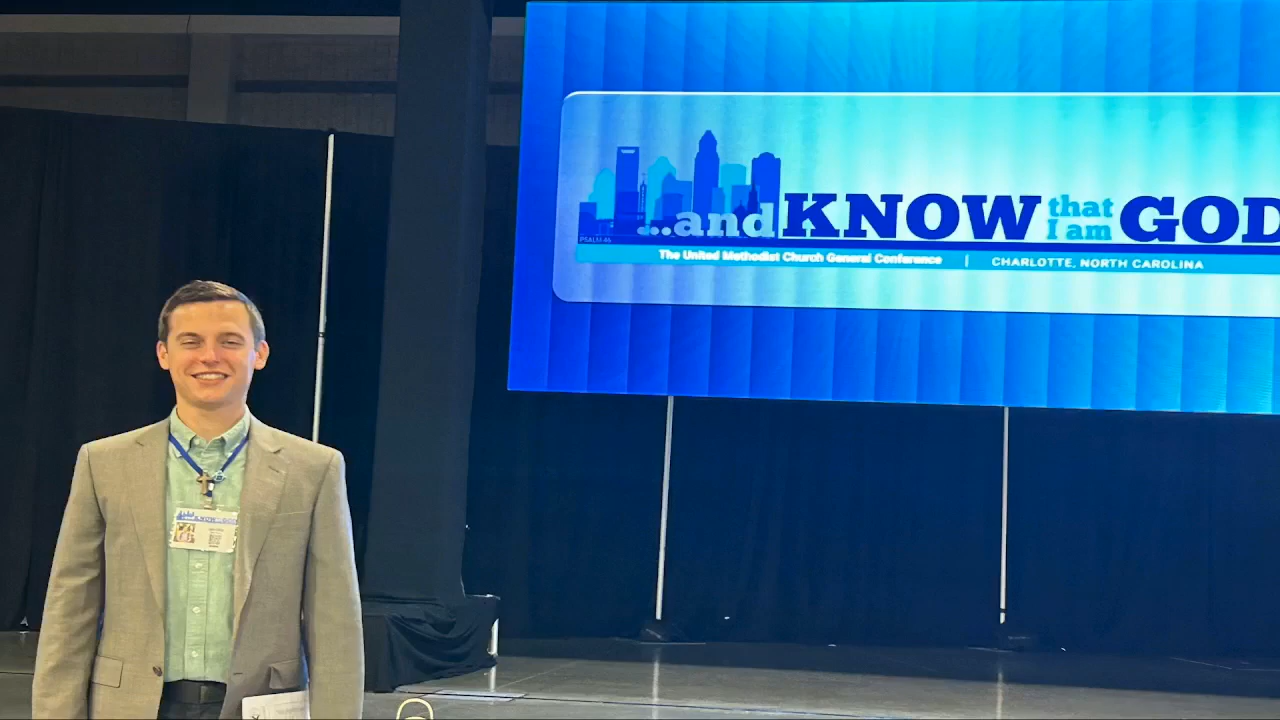 ...and KNOW that I am GOD
PSALM 46
The United Methodist Church General Conference | CHARLOTTE, NORTH CAROLINA